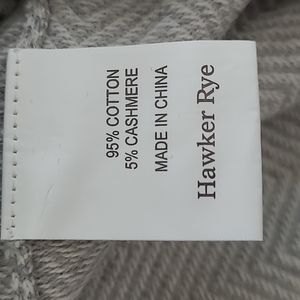 95% COTTON
5% CASHMERE
MADE IN CHINA
Hawker Rye